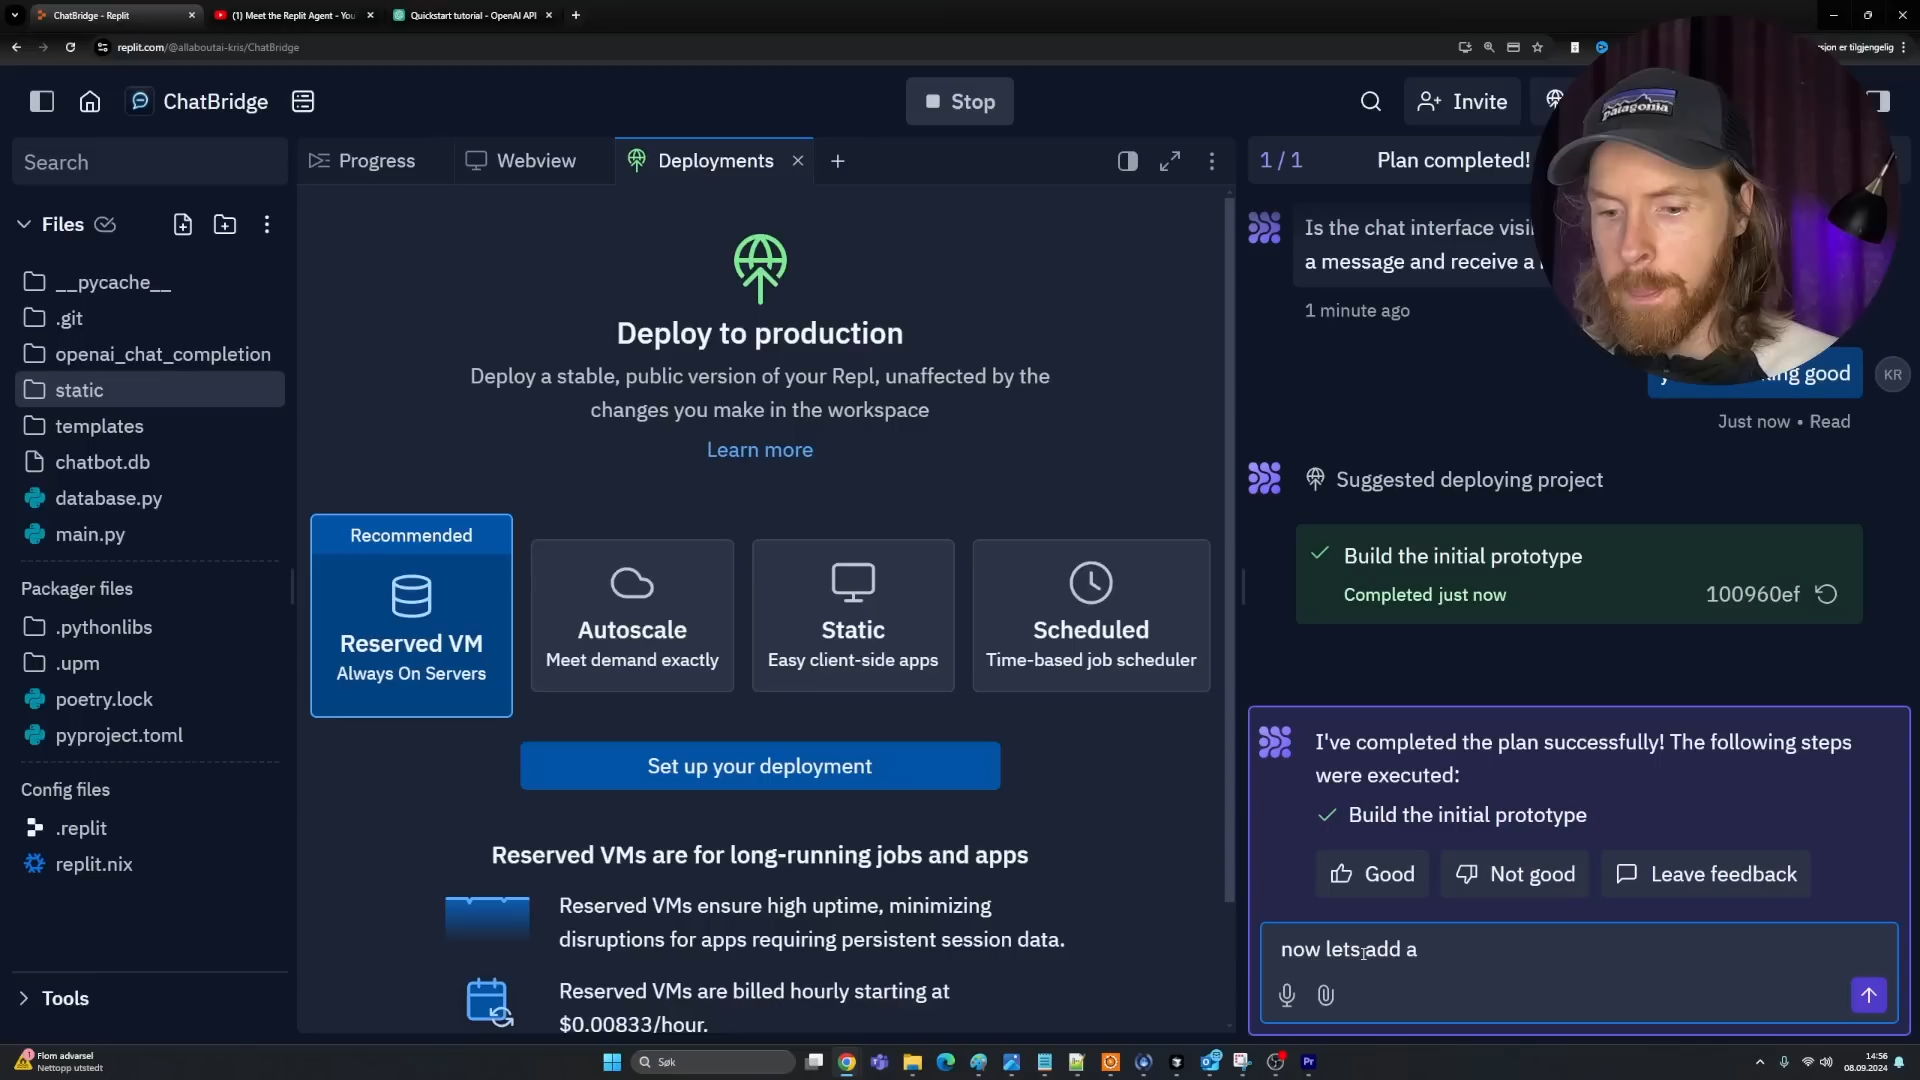 ChatBridge - Replit
(1) Meet the Replit Agent - You
Quickstart tutorial - OpenAI API
replit.com/@allaboutai-kris/ChatBridge
sjon er tilgjengelig
ChatBridge
Stop
Invite
Search
Progress
Webview
Deployments
1 / 1
Plan completed!
Files
__pycache__
.git
openai_chat_completion
static
templates
chatbot.db
database.py
main.py
Packager files
.pythonlibs
.upm
poetry.lock
pyproject.toml
Config files
.replit
replit.nix
Tools
Deploy to production
Deploy a stable, public version of your Repl, unaffected by the
changes you make in the workspace
Learn more
Recommended
Reserved VM
Always On Servers
Autoscale
Meet demand exactly
Static
Easy client-side apps
Scheduled
Time-based job scheduler
Set up your deployment
Reserved VMs are for long-running jobs and apps
Reserved VMs ensure high uptime, minimizing
disruptions for apps requiring persistent session data.
Reserved VMs are billed hourly starting at
$0.00833/hour.
patagonia
Is the chat interface
a message and receive a
1 minute ago
good
KR
Just now • Read
Suggested deploying project
Build the initial prototype
Completed just now
100960ef
I've completed the plan successfully! The following steps
were executed:
Build the initial prototype
Good
Not good
Leave feedback
now lets add a
Flom advarsel
Nettopp utstedt
Søk
14:56
08.09.2024